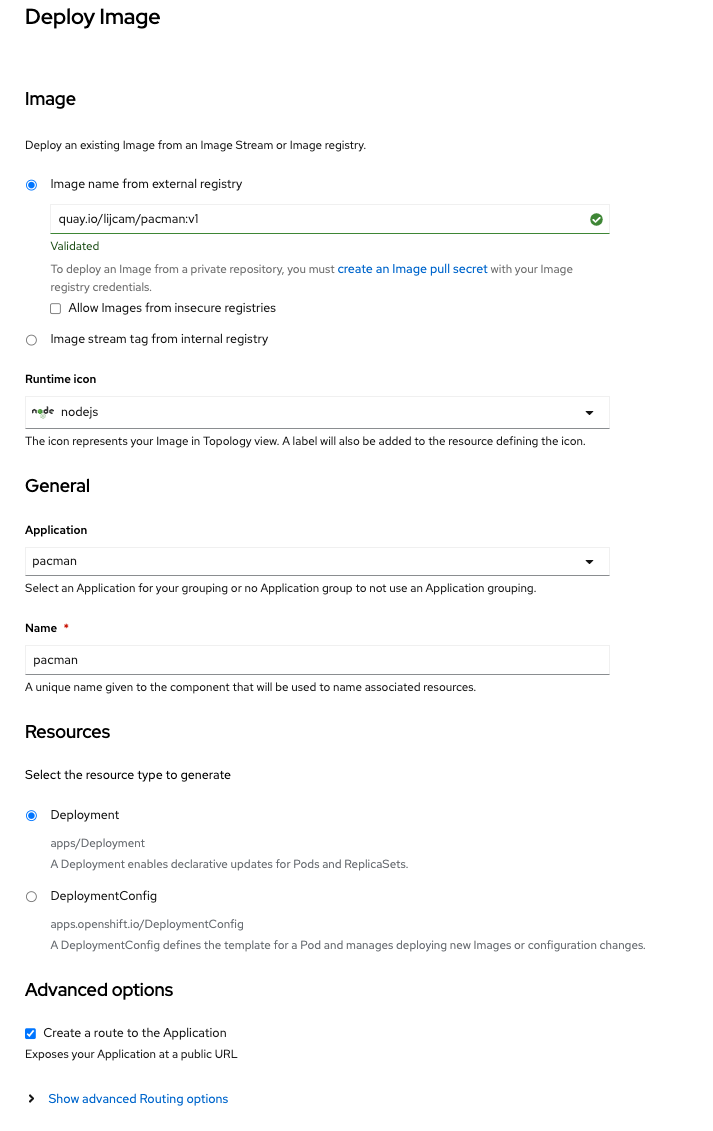 Deploy Image
Image
Deploy an existing Image from an Image Stream or Image registry.
Image name from external registry
quay.io/lijcam/pacman:v1
Validated
To deploy an Image from a private repository, you must create an Image pull secret with your Image
registry credentials.
Allow Images from insecure registries
Image stream tag from internal registry
Runtime icon
node nodejs
The icon represents your Image in Topology view. A label will also be added to the resource defining the icon.
General
Application
pacman
Select an Application for your grouping or no Application group to not use an Application grouping.
Name *
pacman
A unique name given to the component that will be used to name associated resources.
Resources
Select the resource type to generate
Deployment
apps/Deployment
A Deployment enables declarative updates for Pods and ReplicaSets.
DeploymentConfig
apps.openshift.io/DeploymentConfig
A DeploymentConfig defines the template for a Pod and manages deploying new Images or configuration changes.
Advanced options
Create a route to the Application
Exposes your Application at a public URL
Show advanced Routing options